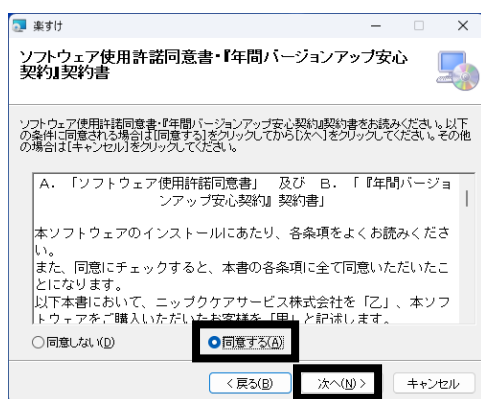 楽すけ
ソフトウェア使用許諾同意書・『年間バージョンアップ安心
契約』契約書
ソフトウェア使用許諾同意書・『年間バージョンアップ安心契約』契約書をお読みください。以下
の条件に同意される場合は[同意する]をクリックしてから[次へ]をクリックしてください。その他
の場合は[キャンセル]をクリックしてください。
A. 「ソフトウェア使用許諾同意書」 及び B. 「『年間バージョ
ンアップ安心契約』契約書」
本ソフトウェアのインストールにあたり、各条項をよくお読みくださ
い。
また、同意にチェックすると、本書の各条項に全て同意いただいたこ
とになります。
以下本書において、ニップクケアサービス株式会社を「乙」、本ソフ
トウェアをご購入いただいたお客様を「甲」と記述します。
同意しない(D) 同意する(A)
< 戻る(B) 次へ(N) > キャンセル